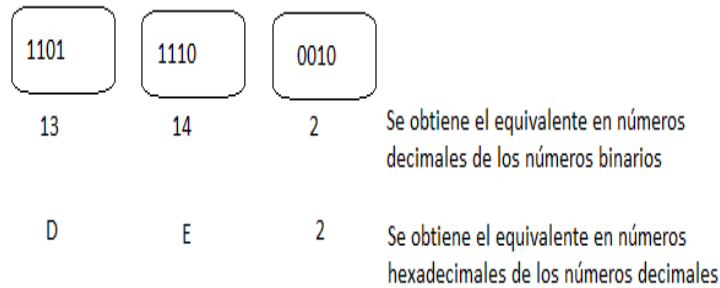 1101 1110 0010
13 14 2 Se obtiene el equivalente en números
decimales de los números binarios
D E 2 Se obtiene el equivalente en números
hexadecimales de los números decimales